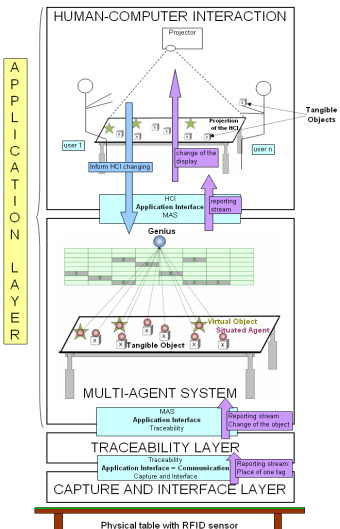 HUMAN-COMPUTER INTERACTION
Projector
Projection
of the HCI
Tangible
Objects
user 1
user n
change of the
display
Inform HCI changing
HCI
Application Interface
MAS
reporting
stream
APPLICATION LAYER
Genius
Virtual Object
Situated Agent
Tangible Object
MULTI-AGENT SYSTEM
MAS
Application Interface
Traceability
Reporting stream :
Change of the object
TRACEABILITY LAYER
Traceability
Application Interface = Communication
Capture and Interface
Reporting stream :
Place of one tag
CAPTURE AND INTERFACE LAYER
Physical table with RFID sensor